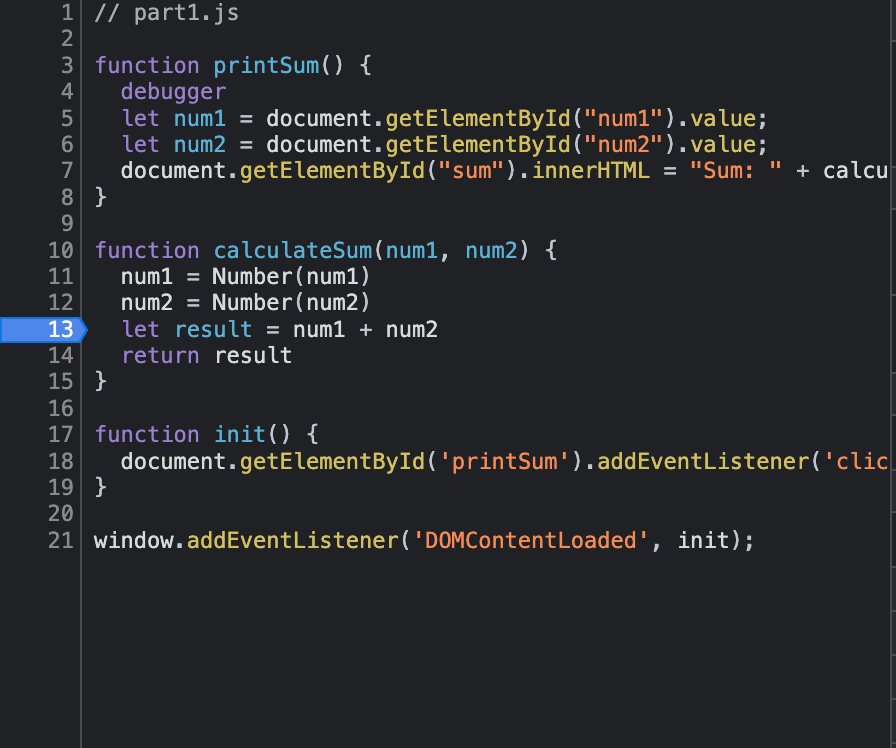 1 // part1.js
2
3 function printSum() {
4   debugger
5   let num1 = document.getElementById("num1").value;
6   let num2 = document.getElementById("num2").value;
7   document.getElementById("sum").innerHTML = "Sum: " + calcu
8 }
9
10 function calculateSum(num1, num2) {
11   num1 = Number(num1)
12   num2 = Number(num2)
13   let result = num1 + num2
14   return result
15 }
16
17 function init() {
18   document.getElementById('printSum').addEventListener('clic
19 }
20
21 window.addEventListener('DOMContentLoaded', init);